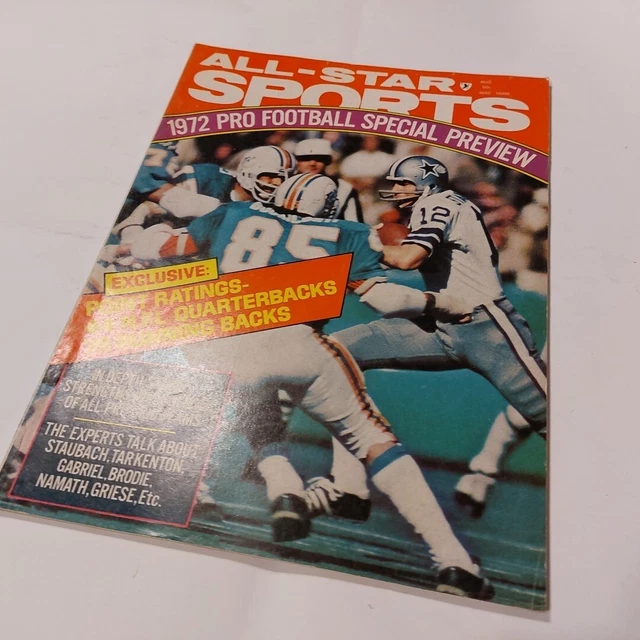 ALL-STAR
SPORTS
AUG.
1972 PRO FOOTBALL SPECIAL PREVIEW
12
85
EXCLUSIVE:
RATINGS-
QUARTERBACKS
BACKS
OF ALL
THE EXPERTS TALK ABOUT
STAUBACH, TARKENTON,
GABRIEL, BRODIE,
NAMATH, GRIESE, Etc.